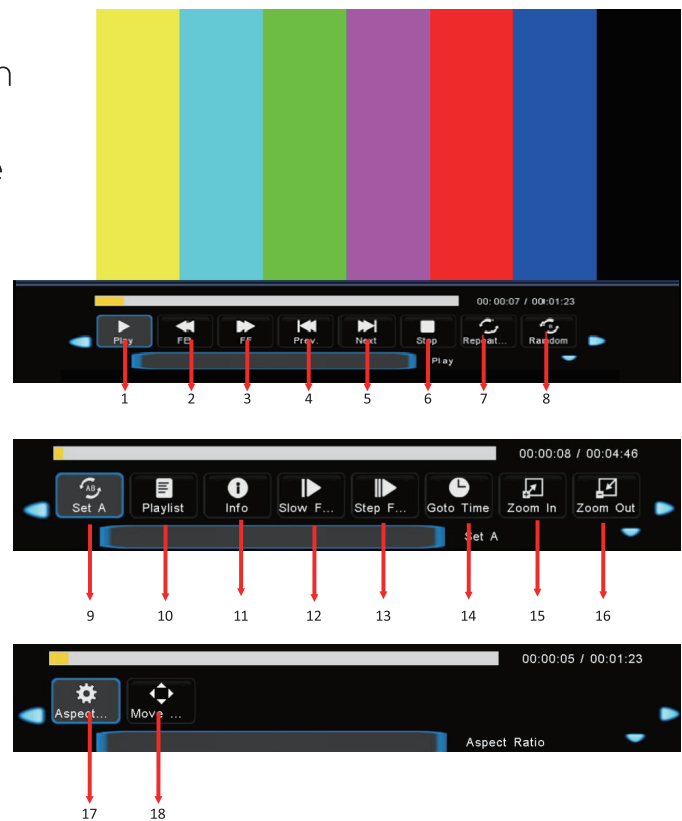 n
e
00:00:07 / 00:01:23
Play FB FF Prev. Next Stop Repeat... Random
Play
1 2 3 4 5 6 7 8
00:00:08 / 00:04:46
AB
Set A Playlist Info Slow F... Step F... Goto Time Zoom In Zoom Out
Set A
9 10 11 12 13 14 15 16
00:00:05 / 00:01:23
Aspect... Move ...
Aspect Ratio
17 18